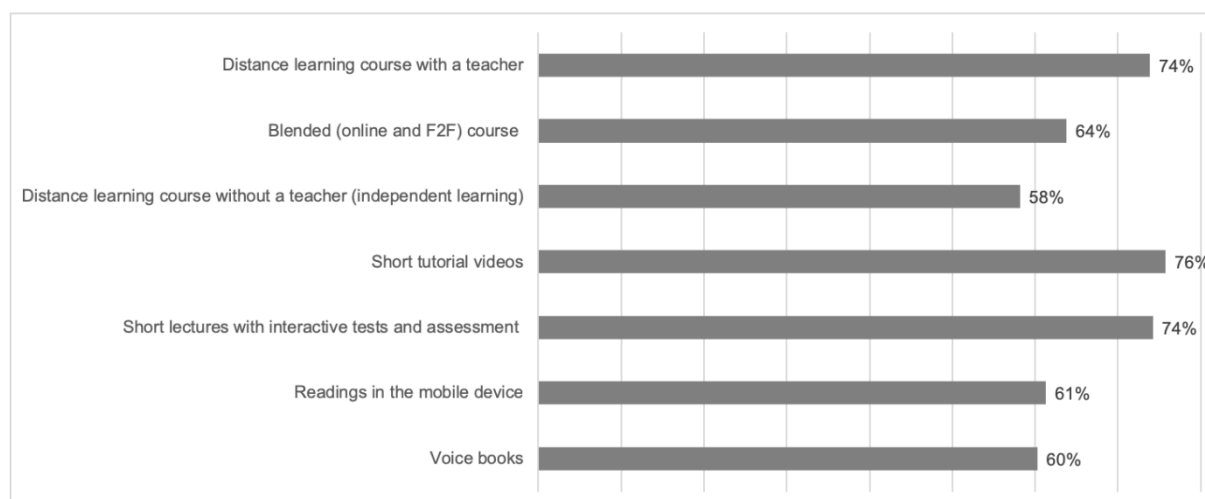 Distance learning course with a teacher 74%
Blended (online and F2F) course 64%
Distance learning course without a teacher (independent learning) 58%
Short tutorial videos 76%
Short lectures with interactive tests and assessment 74%
Readings in the mobile device 61%
Voice books 60%